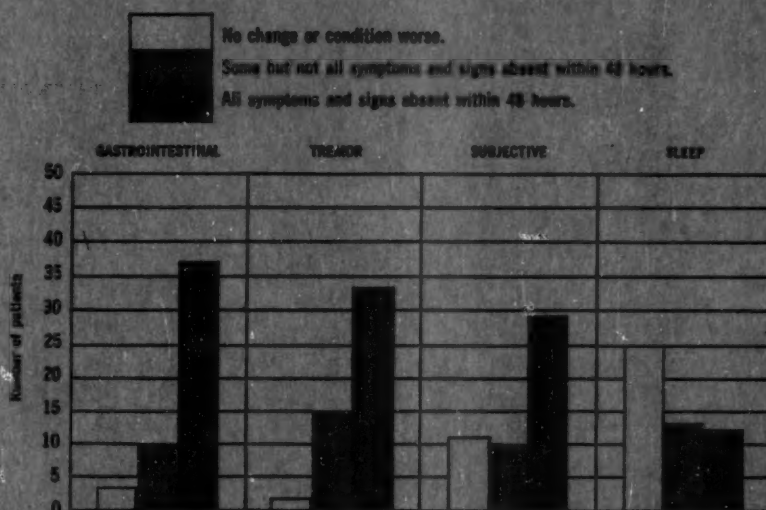 No change or condition worse.
Some but not all symptoms and signs absent within 48 hours.
All symptoms and signs absent within 48 hours.
GASTROINTESTINAL TREMOR SUBJECTIVE SLEEP
50
45
40
35
30
25
20
15
10
5
0
Number of patients